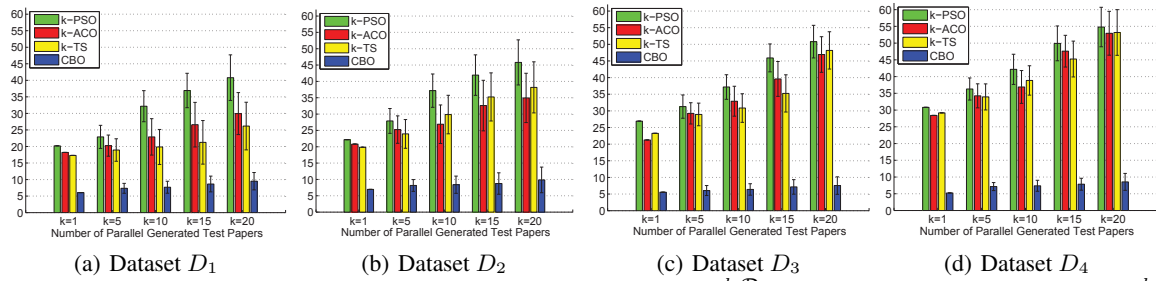 k−PSO
k−ACO
k−TS
CBO
60
55
50
45
40
35
30
25
20
15
10
5
0
k=1 k=5 k=10 k=15 k=20
Number of Parallel Generated Test Papers
(a) Dataset D1
k−PSO
k−ACO
k−TS
CBO
60
55
50
45
40
35
30
25
20
15
10
5
0
k=1 k=5 k=10 k=15 k=20
Number of Parallel Generated Test Papers
(b) Dataset D2
k−PSO
k−ACO
k−TS
CBO
60
55
50
45
40
35
30
25
20
15
10
5
0
k=1 k=5 k=10 k=15 k=20
Number of Parallel Generated Test Papers
(c) Dataset D3
k−PSO
k−ACO
k−TS
CBO
60
55
50
45
40
35
30
25
20
15
10
5
0
k=1 k=5 k=10 k=15 k=20
Number of Parallel Generated Test Papers
(d) Dataset D4